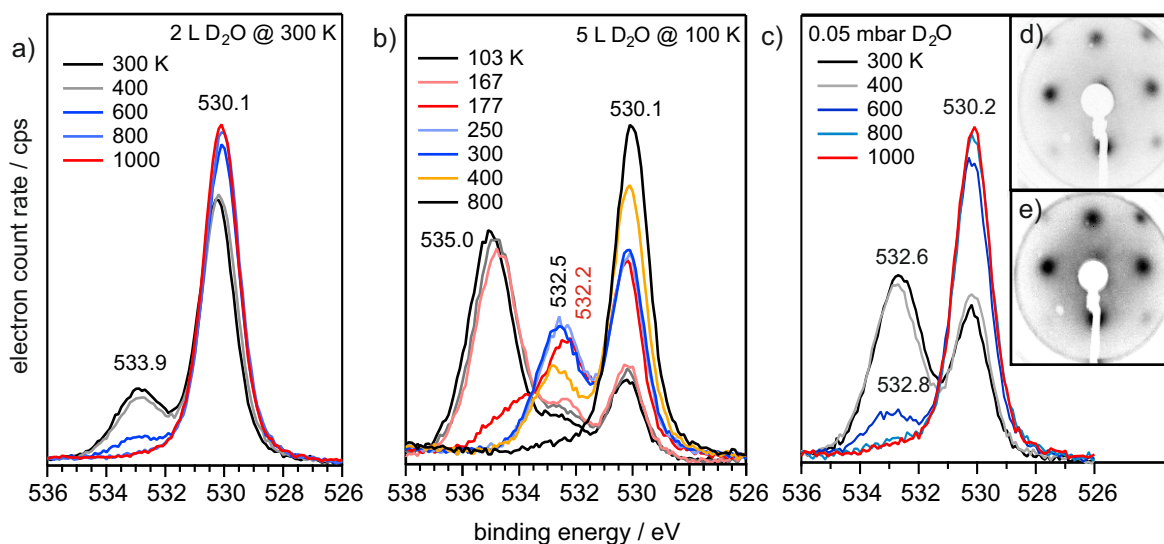 a)
2 L D₂O @ 300 K
300 K
400
600
800
1000
530.1
533.9
536 534 532 530 528 526
b)
5 L D₂O @ 100 K
103 K
167
177
250
300
400
800
530.1
535.0
532.5
532.2
538 536 534 532 530 528 526
c)
0.05 mbar D₂O
300 K
400
600
800
1000
530.2
532.6
532.8
536 534 532 530 528 526
d)
e)
electron count rate / cps
binding energy / eV